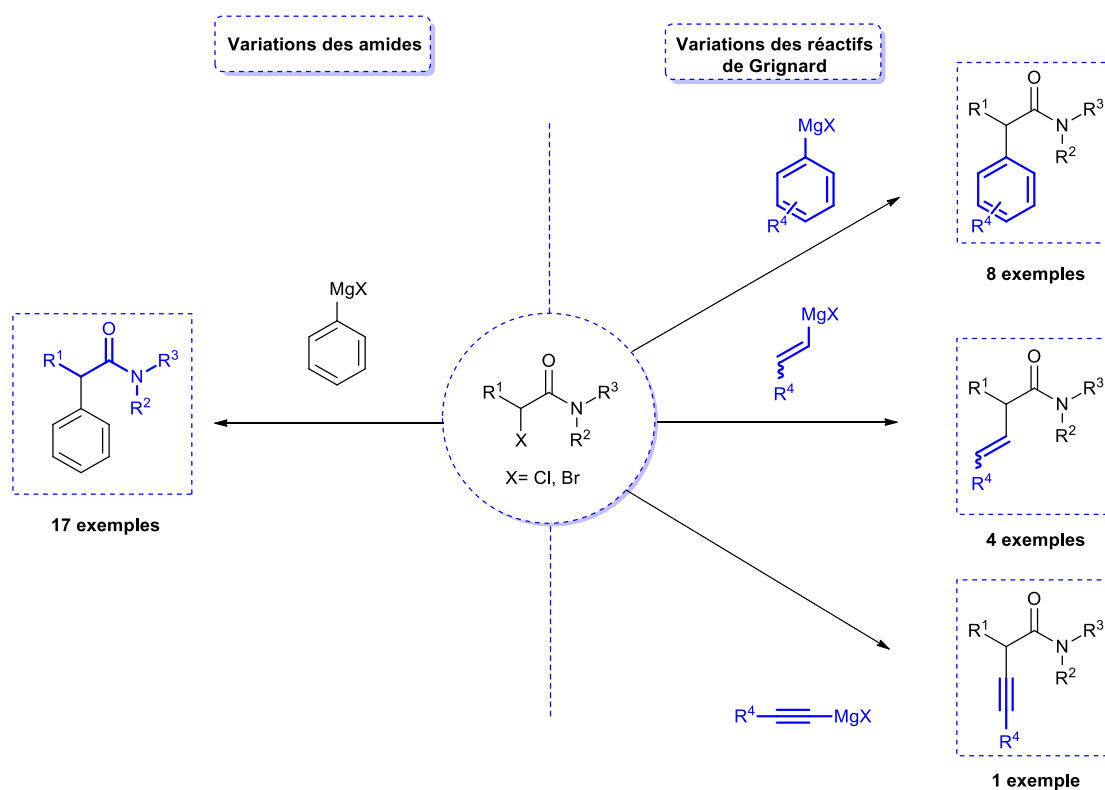 Variations des amides
Variations des réactifs
de Grignard
MgX
R⁴
O
R¹
N
R³
R²
R⁴
8 exemples
MgX
O
R¹
N
R³
R²
17 exemples
O
R¹
N
R³
R²
X
X= Cl, Br
MgX
R⁴
O
R¹
N
R³
R²
R⁴
4 exemples
R⁴
MgX
O
R¹
N
R³
R²
R⁴
1 exemple